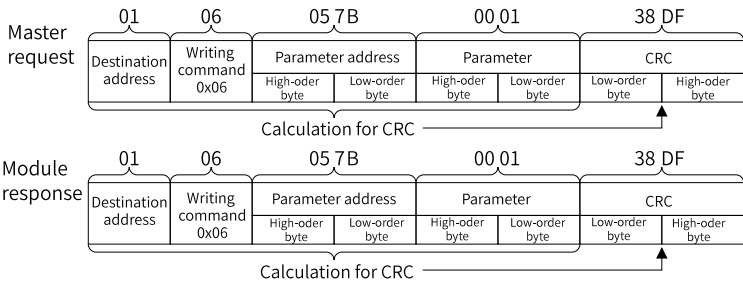 01 06 05 7B 00 01 38 DF
Master request
Destination address
Writing command 0x06
Parameter address
Parameter
CRC
High-oder byte
Low-order byte
High-oder byte
Low-order byte
Low-order byte
High-oder byte
Calculation for CRC
01 06 05 7B 00 01 38 DF
Module response
Destination address
Writing command 0x06
Parameter address
Parameter
CRC
High-oder byte
Low-order byte
High-oder byte
Low-order byte
Low-order byte
High-oder byte
Calculation for CRC